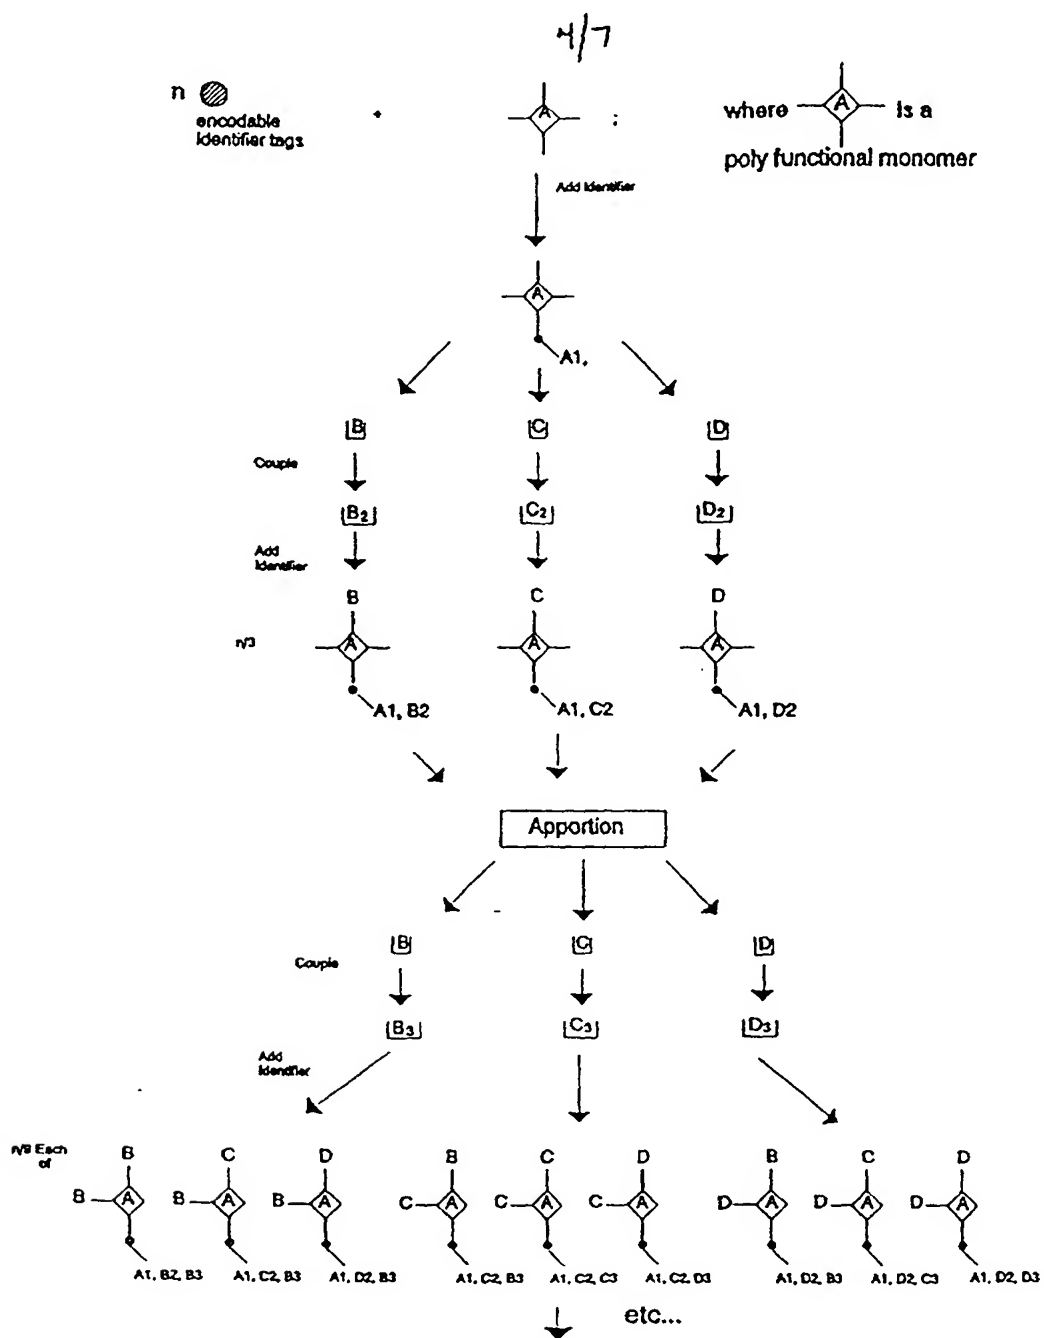 4/7
n
encodable
identifier tags
+
A
;
where A is a
poly functional monomer
Add Identifier
A
A1,
B C D
Couple
B2 C2 D2
Add
Identifier
B C D
n/3
A A A
A1, B2 A1, C2 A1, D2
Apportion
B C D
Couple
B3 C3 D3
Add
Identifier
n/9 Each
of
B C D B C D B C D
B A B A B A C A C A C A D A D A D A
A1, B2, B3 A1, C2, B3 A1, D2, B3 A1, C2, B3 A1, C2, C3 A1, C2, D3 A1, D2, B3 A1, D2, C3 A1, D2, D3
etc...